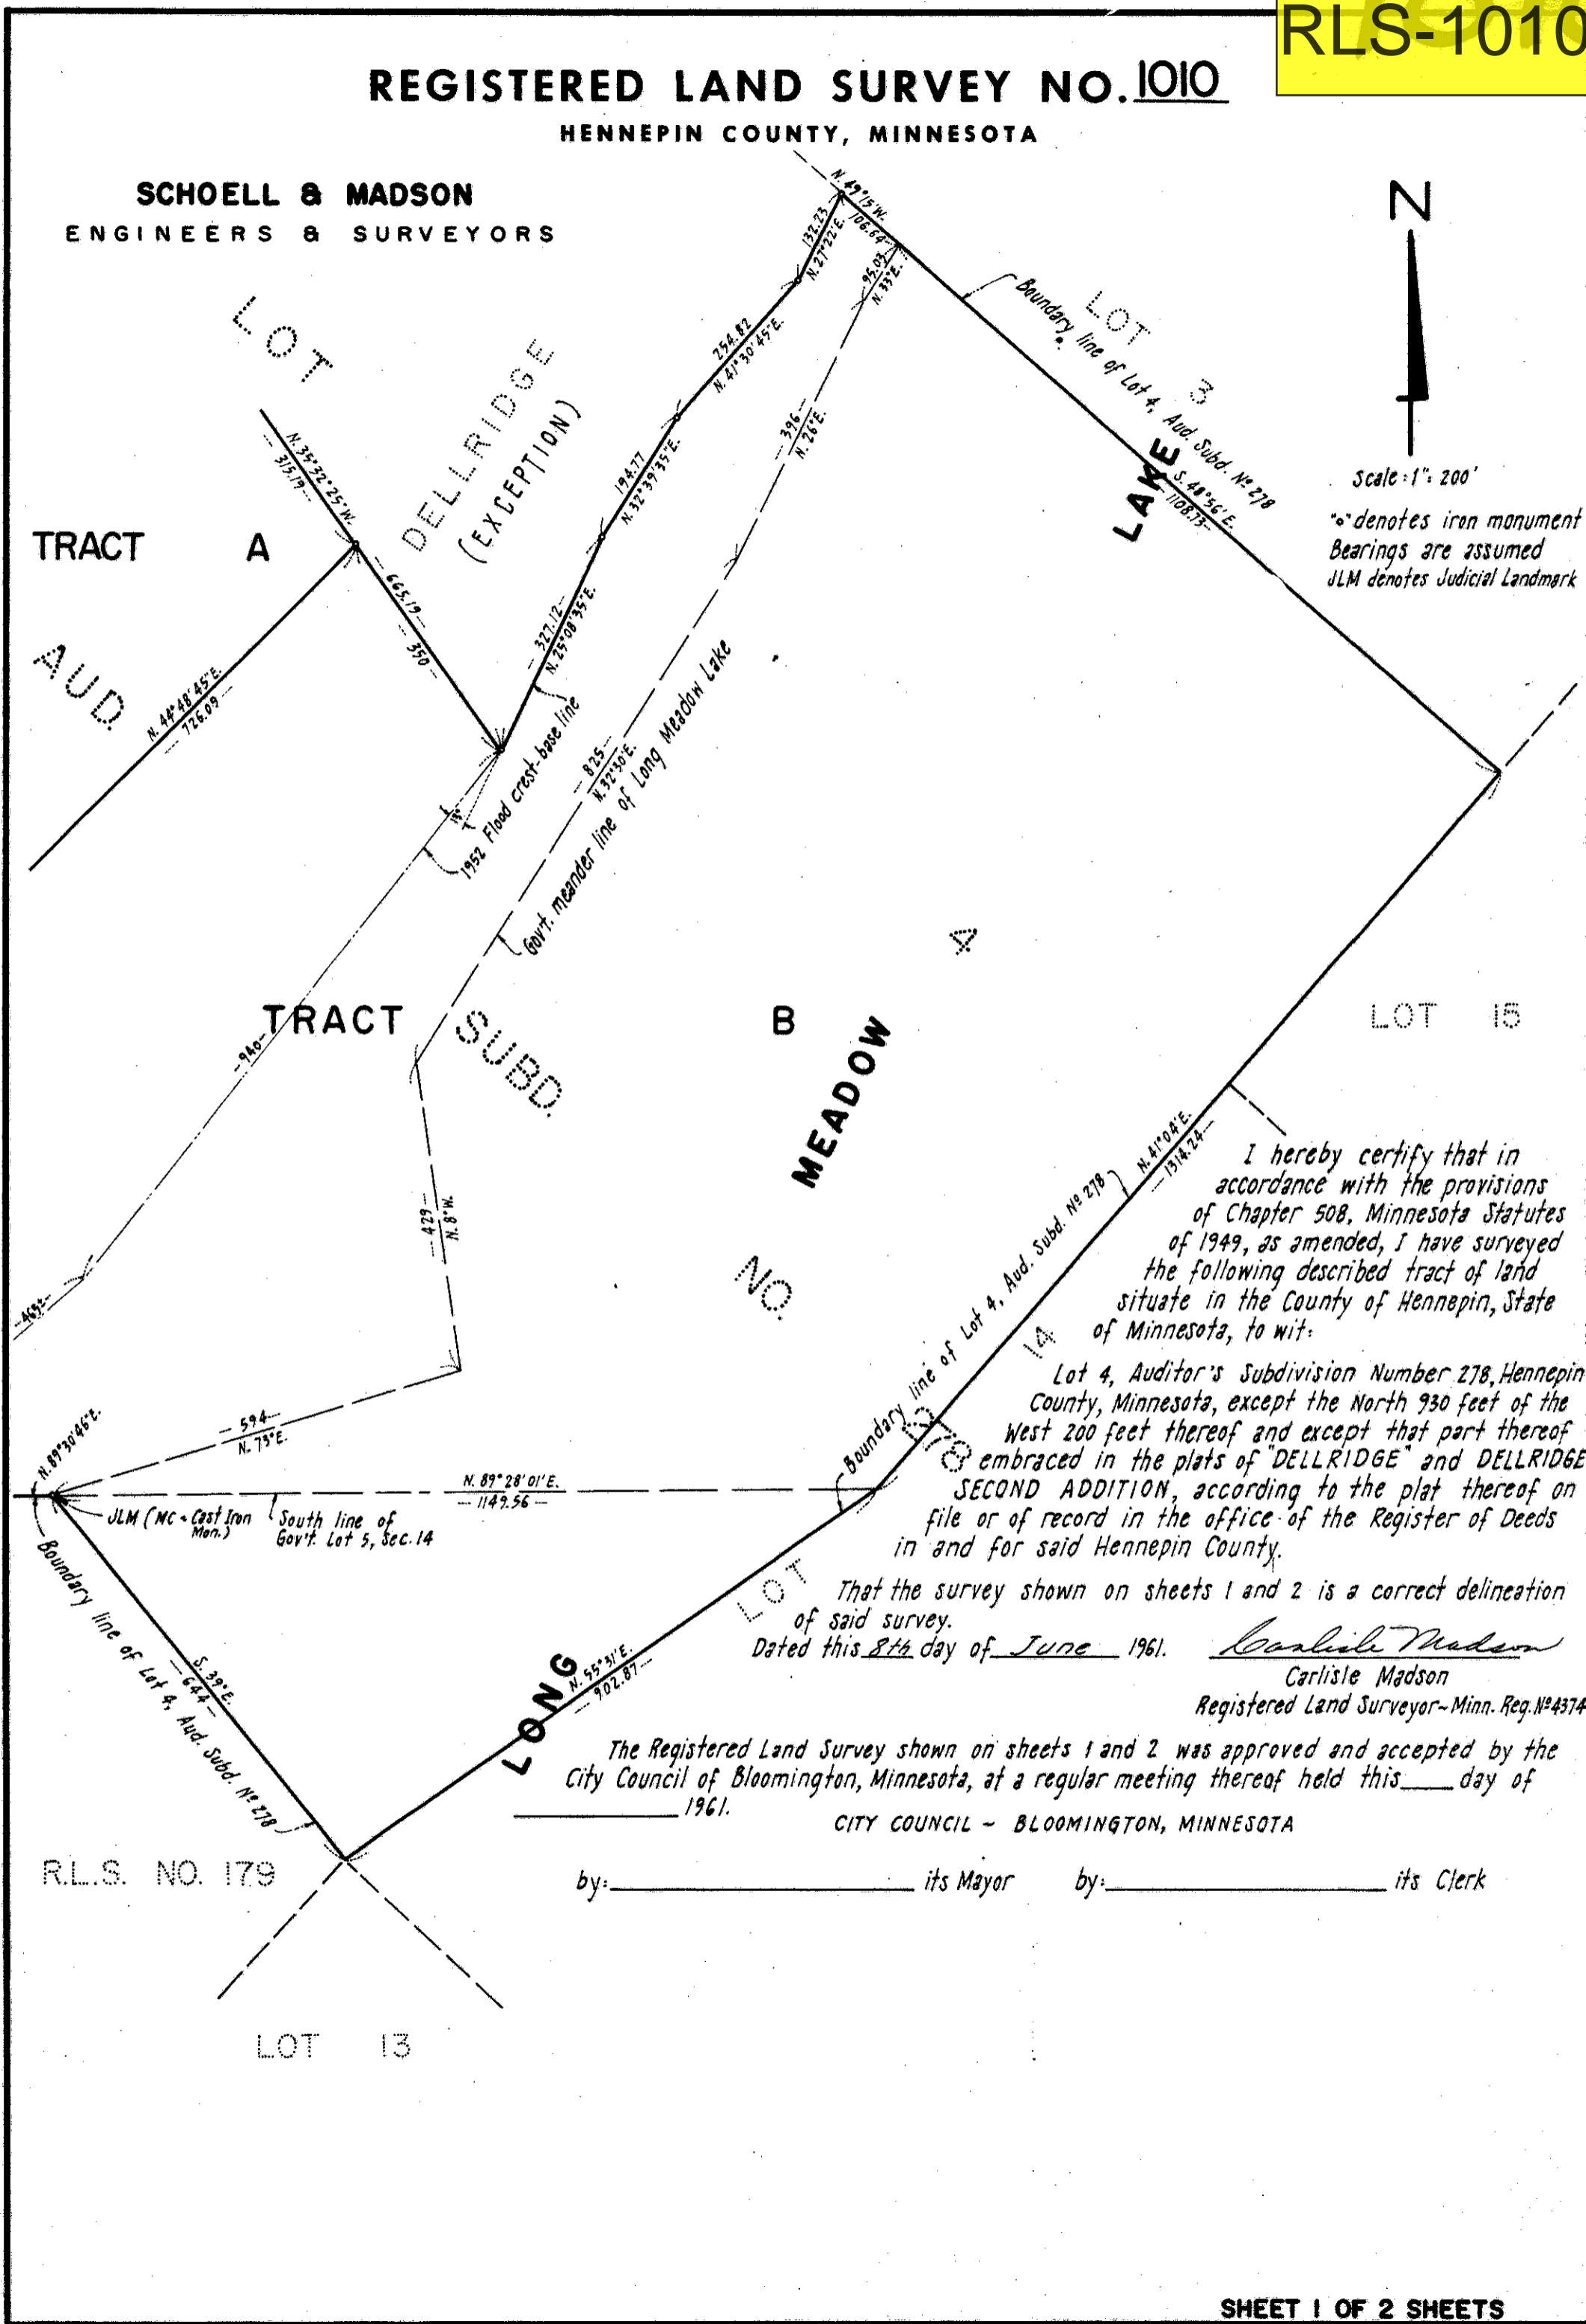 RLS-1010
REGISTERED LAND SURVEY NO. 1010
HENNEPIN COUNTY, MINNESOTA
SCHOELL & MADSON
ENGINEERS & SURVEYORS
N
Scale: 1" = 200'
"o" denotes iron monument
Bearings are assumed
JLM denotes Judicial Landmark
N. 49°15' W.
106.64
132.23
N. 27°22' E.
95.03
N. 33° E.
254.82
N. 41°30'45" E.
396
N. 26° E.
Boundary line of Lot 4, Aud. Subd. Nº 278
LOT 3
LAKE
S. 48°56' E.
1108.73
LOT
DELLRIDGE
(EXCEPTION)
N. 35°32'25" W.
315.19
194.77
N. 32°39'35" E.
TRACT A
665.19
350
327.12
N. 25°08'35" E.
AUD.
N. 44°48'45" E.
726.09
15'
1952 Flood crest-base line
825
N. 32°30' E.
Gov't. meander line of Long Meadow Lake
4
TRACT B
SUBD.
940
MEADOW
LOT 15
N. 41°04' E.
1314.24
Boundary line of Lot 4, Aud. Subd. Nº 278
429
N. 8° W.
NO.
465±
14
278
594
N. 73° E.
N. 89°30'46" E.
N. 89°28'01" E.
1149.56
JLM (MC - Cast Iron
Mon.)
South line of
Gov't. Lot 5, Sec. 14
Boundary line of Lot 4, Aud. Subd. Nº 278
S. 39° E.
644
LOT
N. 55°31' E.
902.87
LONG
R.L.S. NO. 179
LOT 13
I hereby certify that in
accordance with the provisions
of Chapter 508, Minnesota Statutes
of 1949, as amended, I have surveyed
the following described tract of land
situate in the County of Hennepin, State
of Minnesota, to wit:
Lot 4, Auditor's Subdivision Number 278, Hennepin
County, Minnesota, except the North 930 feet of the
West 200 feet thereof and except that part thereof
embraced in the plats of "DELLRIDGE" and DELLRIDGE
SECOND ADDITION, according to the plat thereof on
file or of record in the office of the Register of Deeds
in and for said Hennepin County.
That the survey shown on sheets 1 and 2 is a correct delineation
of said survey.
Dated this 8th day of June 1961.
Carlisle Madson
Carlisle Madson
Registered Land Surveyor~Minn. Reg. Nº 4374
The Registered Land Survey shown on sheets 1 and 2 was approved and accepted by the
City Council of Bloomington, Minnesota, at a regular meeting thereof held this ____ day of
____ 1961.
CITY COUNCIL ~ BLOOMINGTON, MINNESOTA
by: ____ its Mayor by: ____ its Clerk
SHEET 1 OF 2 SHEETS